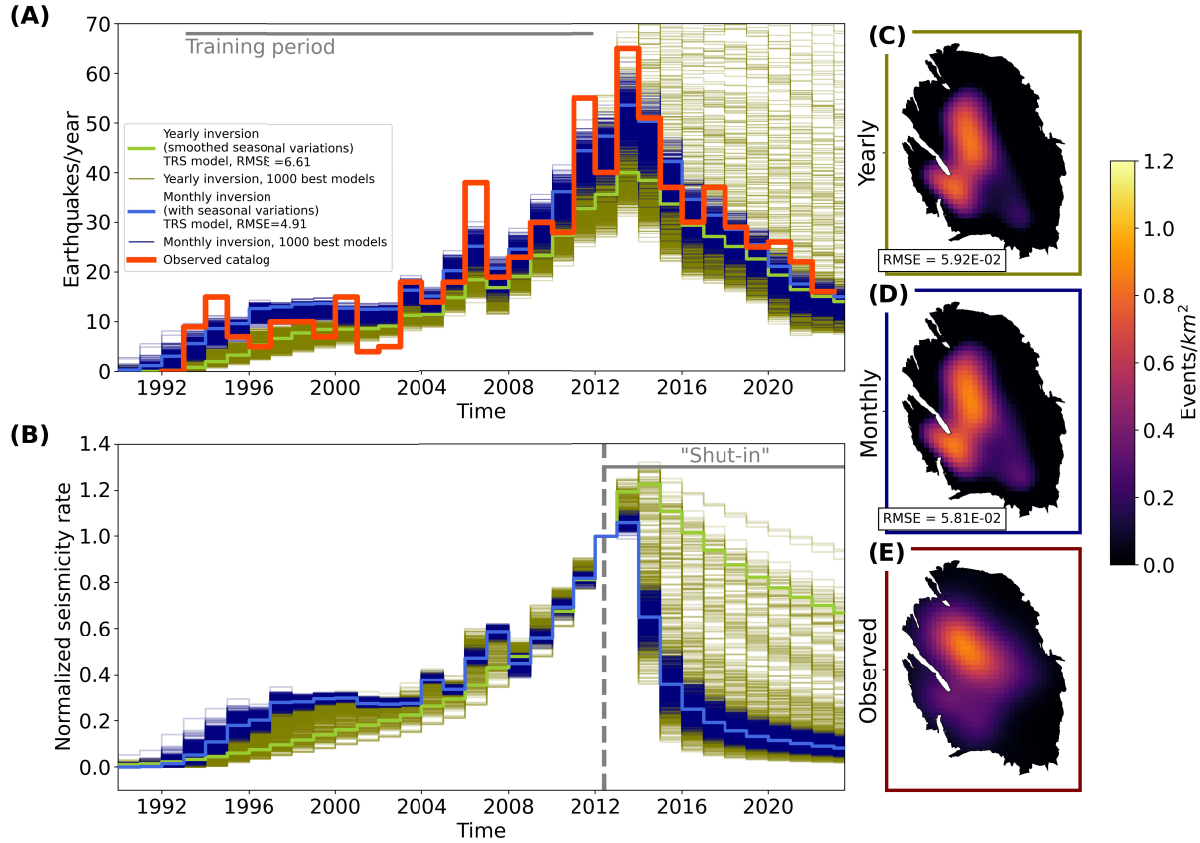 (A)
70
60
50
40
30
20
10
0
Earthquakes/year
Training period
Yearly inversion
(smoothed seasonal variations)
TRS model, RMSE =6.61
Yearly inversion, 1000 best models
Monthly inversion
(with seasonal variations)
TRS model, RMSE=4.91
Monthly inversion, 1000 best models
Observed catalog
1992 1996 2000 2004 2008 2012 2016 2020
Time
(B)
1.4
1.2
1.0
0.8
0.6
0.4
0.2
0.0
Normalized seismicity rate
"Shut-in"
1992 1996 2000 2004 2008 2012 2016 2020
Time
(C)
Yearly
RMSE = 5.92E-02
(D)
Monthly
RMSE = 5.81E-02
(E)
Observed
1.2
1.0
0.8
0.6
0.4
0.2
0.0
Events/km²